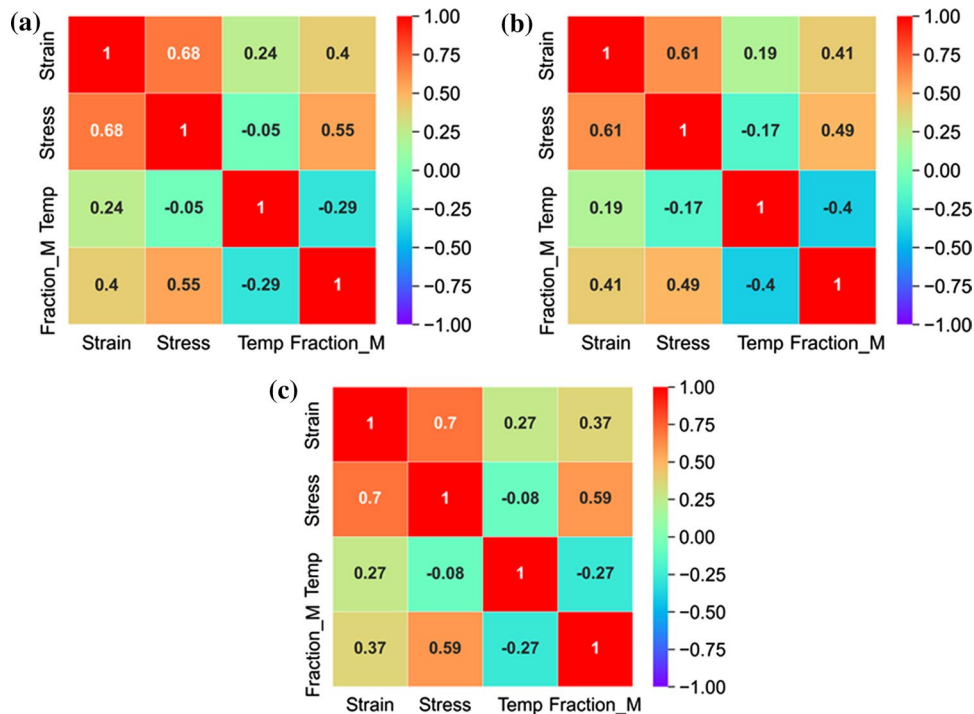 (a)
Strain 1 0.68 0.24 0.4
Stress 0.68 1 -0.05 0.55
Temp 0.24 -0.05 1 -0.29
Fraction_M 0.4 0.55 -0.29 1
Strain Stress Temp Fraction_M
1.00
0.75
0.50
0.25
0.00
−0.25
−0.50
−0.75
−1.00
(b)
Strain 1 0.61 0.19 0.41
Stress 0.61 1 -0.17 0.49
Temp 0.19 -0.17 1 -0.4
Fraction_M 0.41 0.49 -0.4 1
Strain Stress Temp Fraction_M
1.00
0.75
0.50
0.25
0.00
−0.25
−0.50
−0.75
−1.00
(c)
Strain 1 0.7 0.27 0.37
Stress 0.7 1 -0.08 0.59
Temp 0.27 -0.08 1 -0.27
Fraction_M 0.37 0.59 -0.27 1
Strain Stress Temp Fraction_M
1.00
0.75
0.50
0.25
0.00
−0.25
−0.50
−0.75
−1.00